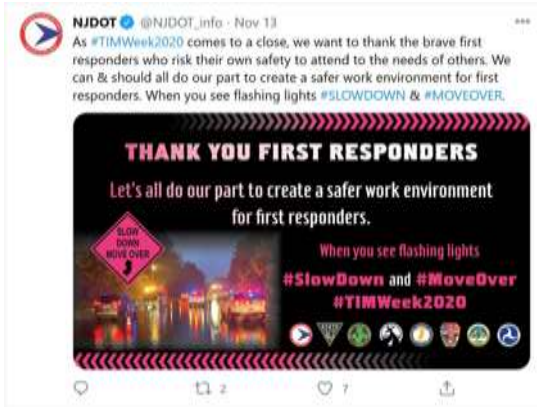 NJDOT @NJDOT_info · Nov 13
As #TIMWeek2020 comes to a close, we want to thank the brave first
responders who risk their own safety to attend to the needs of others. We
can & should all do our part to create a safer work environment for first
responders. When you see flashing lights #SLOWDOWN & #MOVEOVER.
THANK YOU FIRST RESPONDERS
Let's all do our part to create a safer work environment
for first responders.
SLOW
DOWN
MOVE OVER
When you see flashing lights
#SlowDown and #MoveOver
#TIMWeek2020
2
7